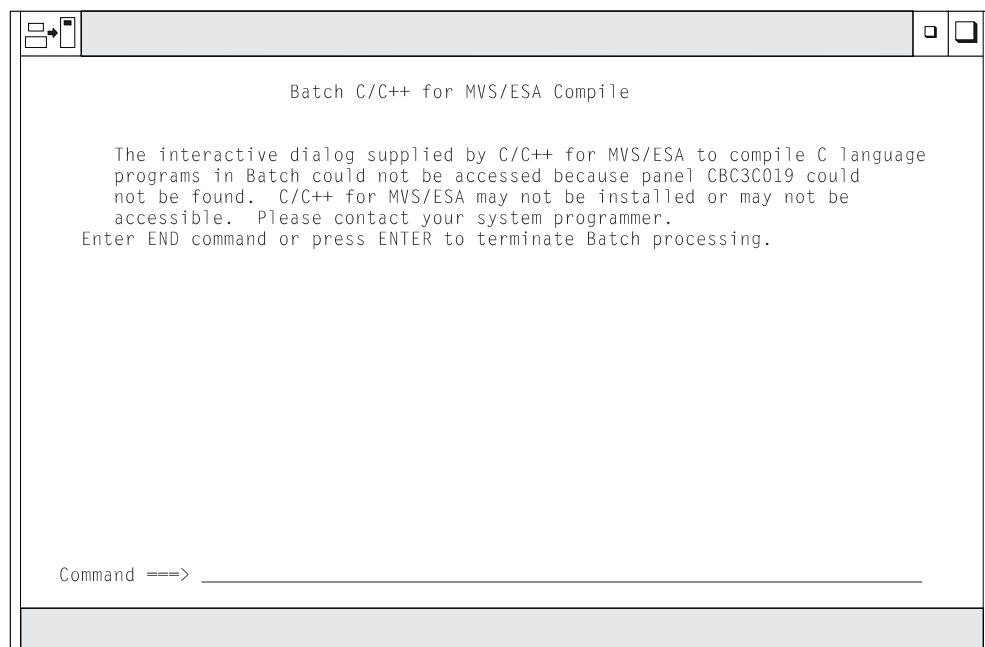 Batch C/C++ for MVS/ESA Compile
The interactive dialog supplied by C/C++ for MVS/ESA to compile C language
programs in Batch could not be accessed because panel CBC3C019 could
not be found.  C/C++ for MVS/ESA may not be installed or may not be
accessible.  Please contact your system programmer.
Enter END command or press ENTER to terminate Batch processing.
Command ===>